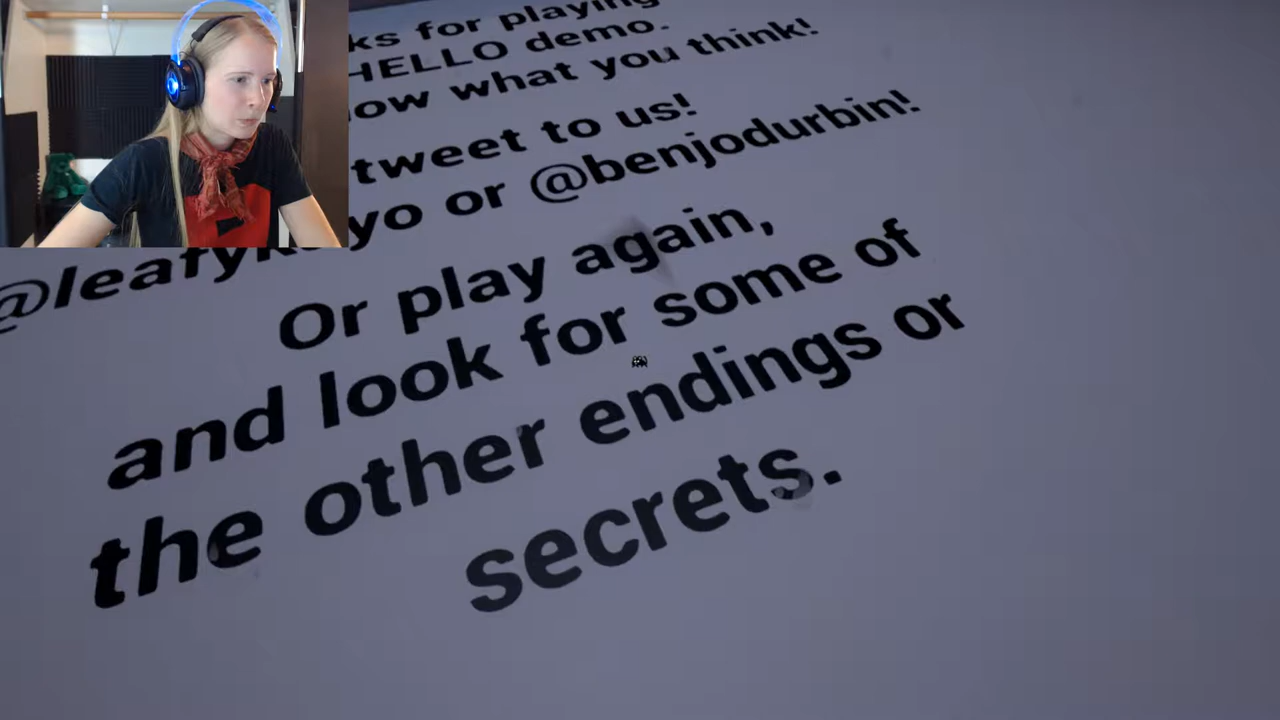 ks for playing
HELLO demo.
ow what you think!
tweet to us!
yo or @benjodurbin!
Or play again,
and look for some of
the other endings or
secrets.